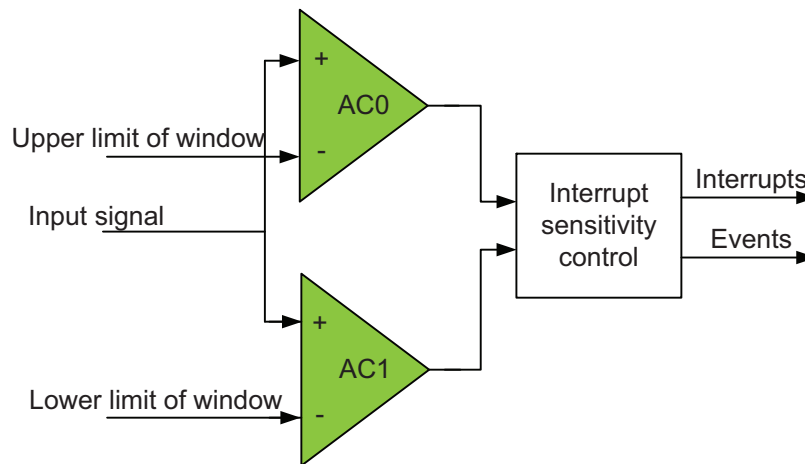 +
AC0
Upper limit of window
-
Input signal
Interrupt
sensitivity
control
Interrupts
Events
+
AC1
Lower limit of window
-